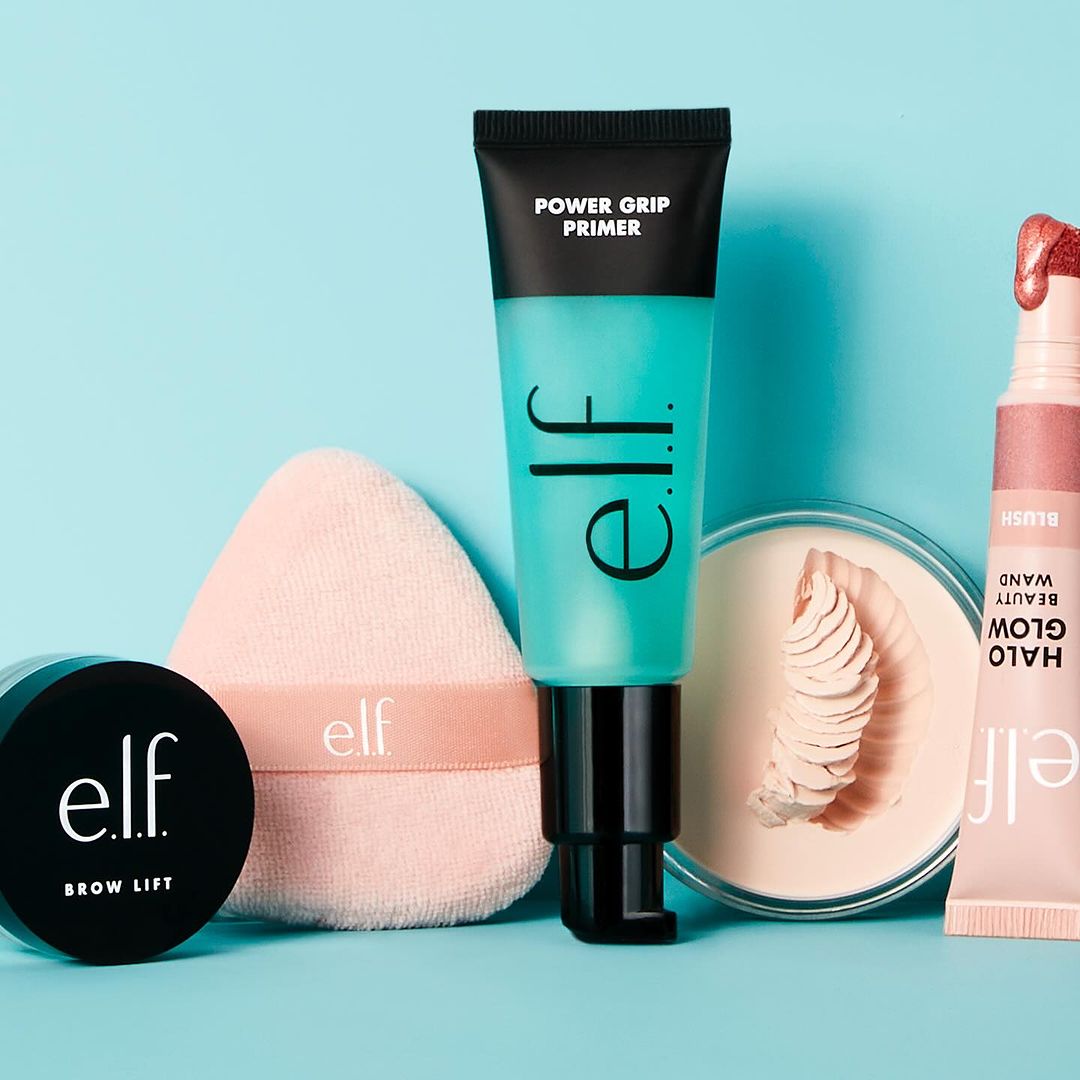 POWER GRIP
PRIMER
e.l.f.
e.l.f.
e.l.f.
BROW LIFT
BLUSH
HALO
GLOW
BEAUTY
WAND
e.l.f